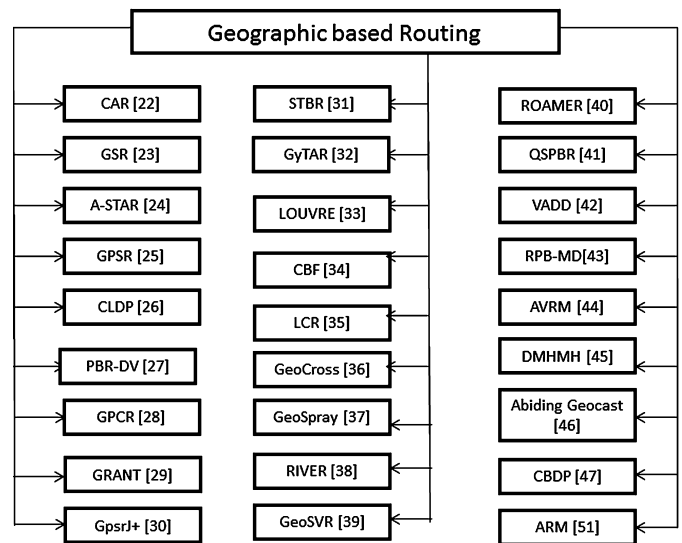 Geographic based Routing
CAR [22]
GSR [23]
A-STAR [24]
GPSR [25]
CLDP [26]
PBR-DV [27]
GPCR [28]
GRANT [29]
GpsrJ+ [30]
STBR [31]
GyTAR [32]
LOUVRE [33]
CBF [34]
LCR [35]
GeoCross [36]
GeoSpray [37]
RIVER [38]
GeoSVR [39]
ROAMER [40]
QSPBR [41]
VADD [42]
RPB-MD[43]
AVRM [44]
DMHMH [45]
Abiding Geocast
[46]
CBDP [47]
ARM [51]